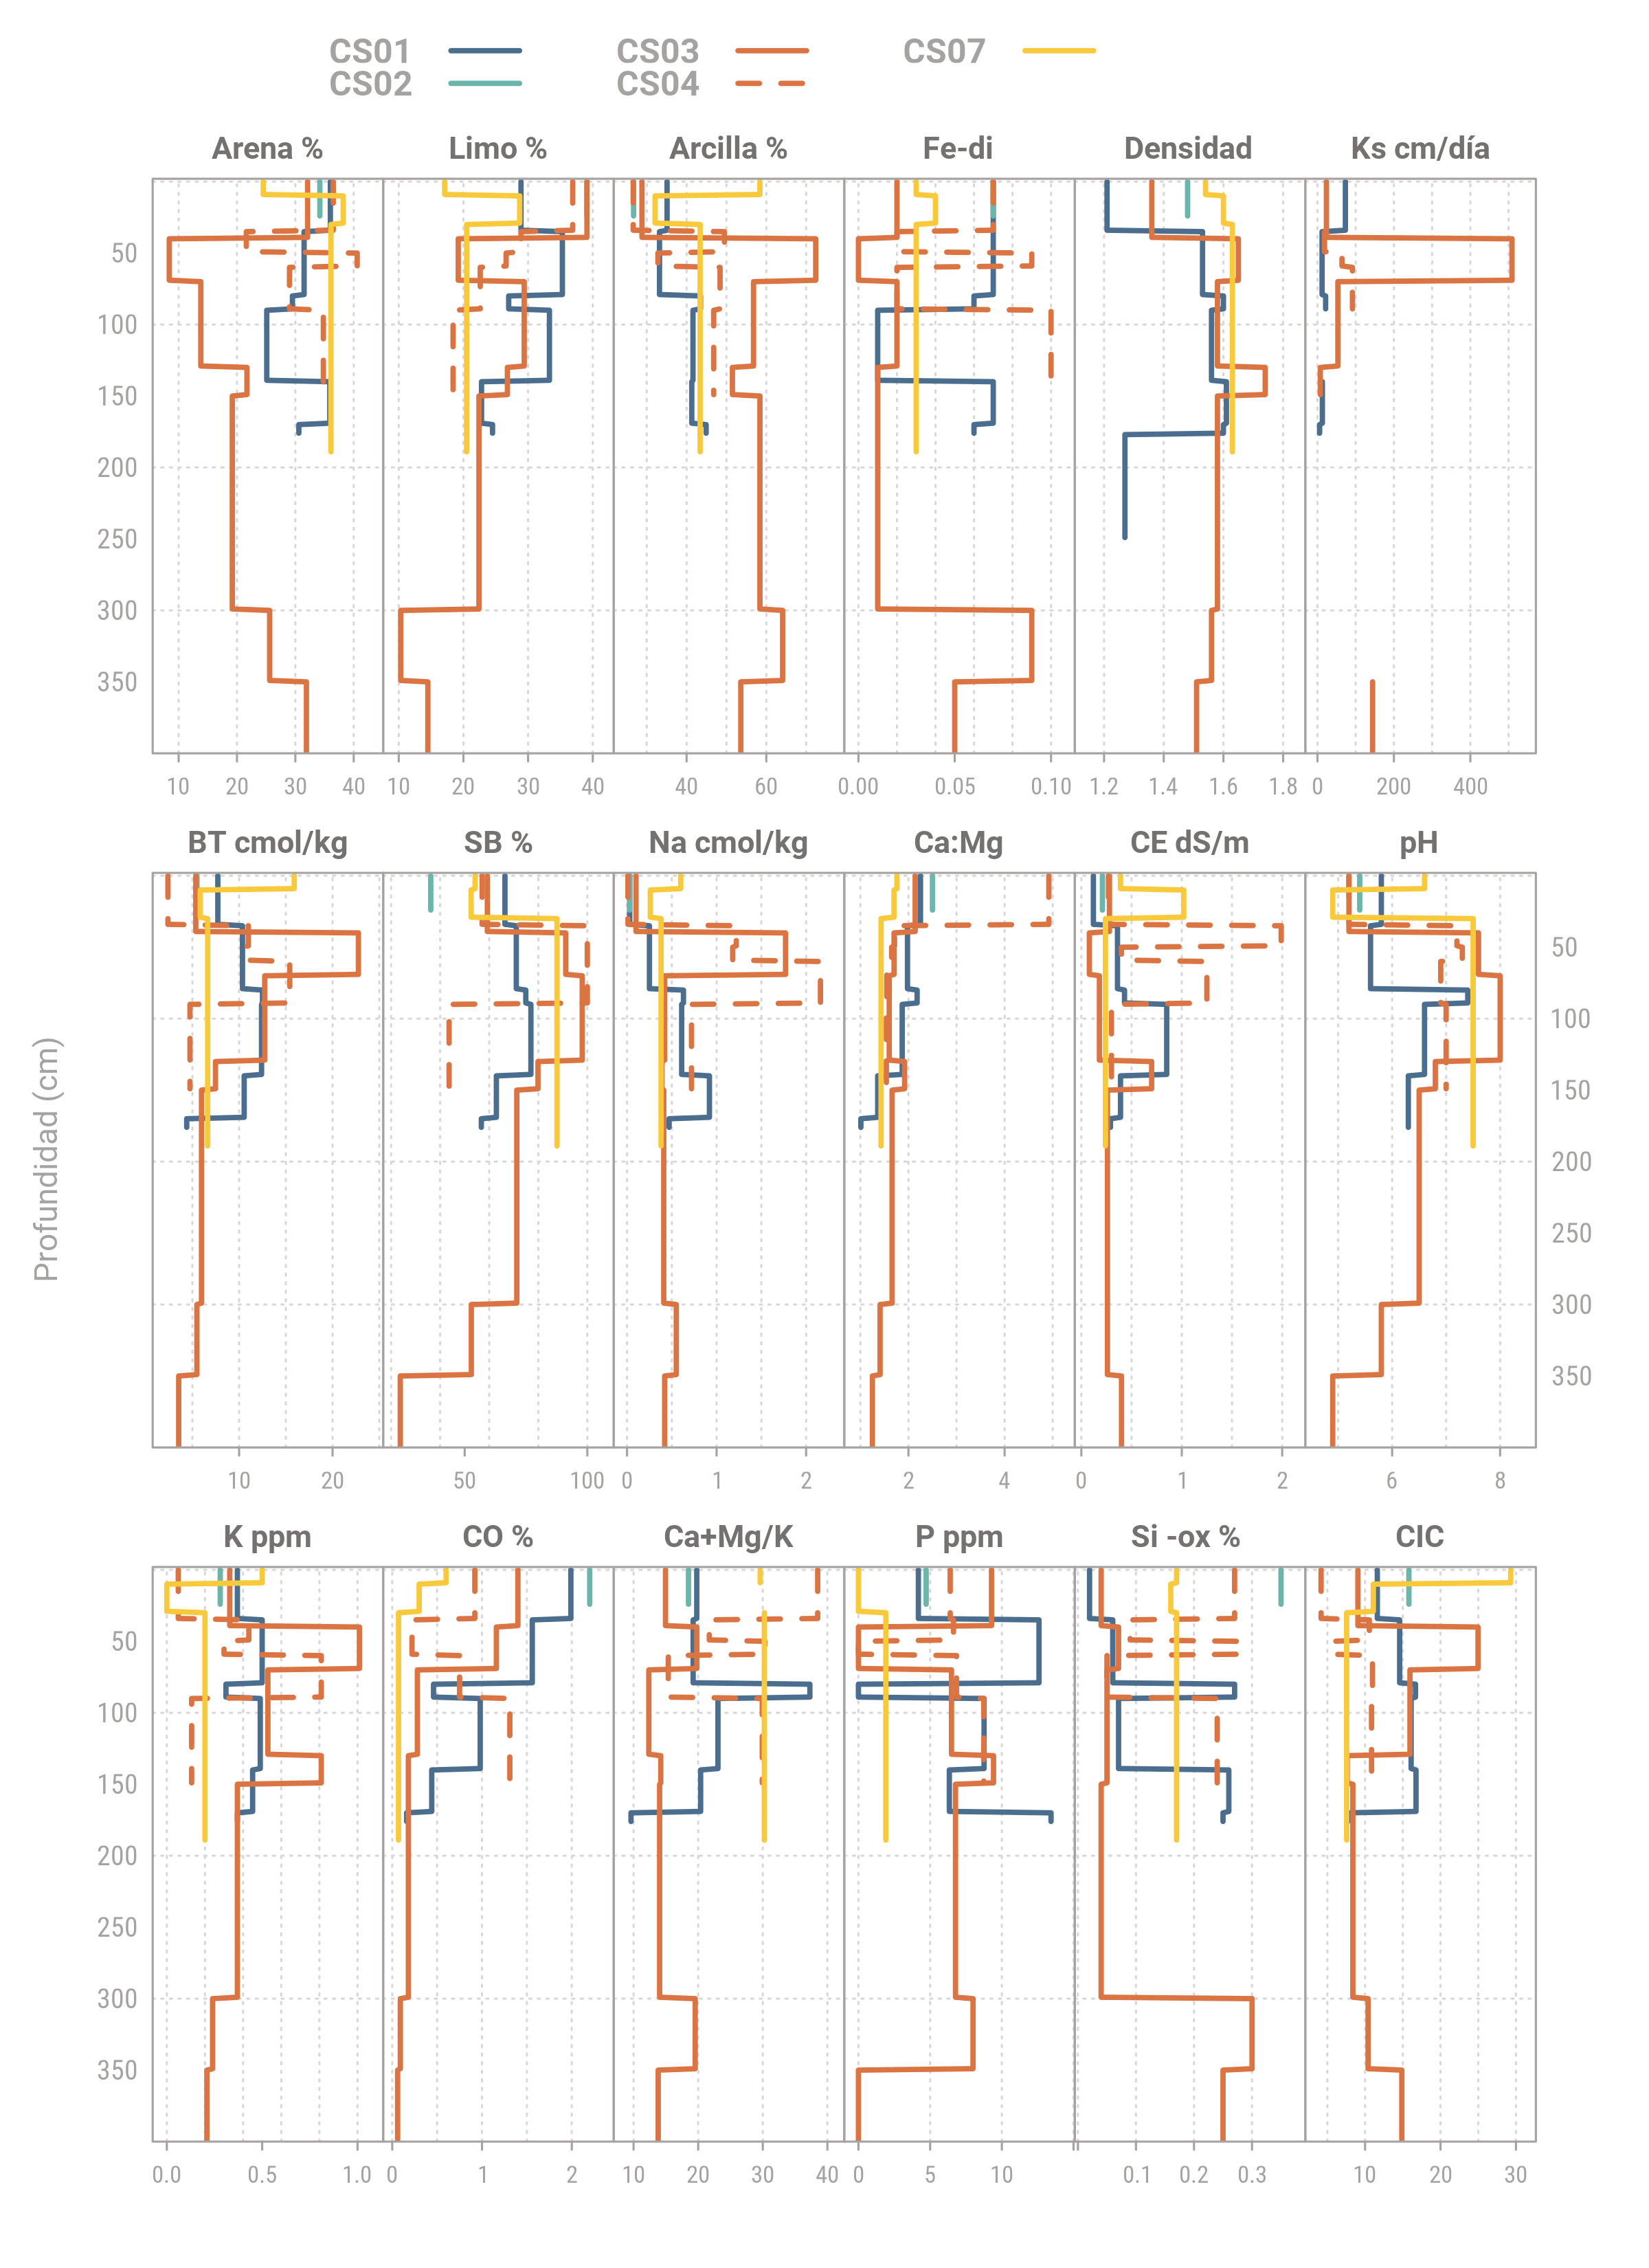 CS01 CS03 CS07
CS02 CS04
Arena % Limo % Arcilla % Fe-di Densidad Ks cm/día
50
100
150
200
250
300
350
10 20 30 40 10 20 30 40 40 60 0.00 0.05 0.10 1.2 1.4 1.6 1.8 0 200 400
BT cmol/kg SB % Na cmol/kg Ca:Mg CE dS/m pH
Profundidad (cm)
50
100
150
200
250
300
350
10 20 50 100 0 1 2 2 4 0 1 2 6 8
K ppm CO % Ca+Mg/K P ppm Si -ox % CIC
50
100
150
200
250
300
350
0.0 0.5 1.0 0 1 2 10 20 30 40 0 5 10 0.1 0.2 0.3 10 20 30